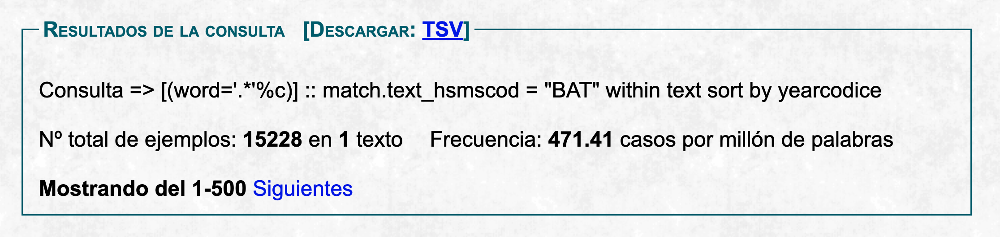 Resultados de la consulta [Descargar: TSV]
Consulta => [(word='.*'%c)] :: match.text_hsmscod = "BAT" within text sort by yearcodice
Nº total de ejemplos: 15228 en 1 texto Frecuencia: 471.41 casos por millón de palabras
Mostrando del 1-500 Siguientes